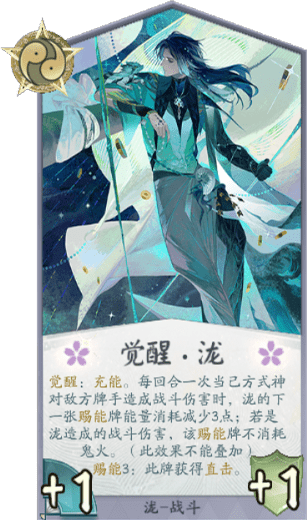 觉醒·泷
觉醒：充能。每回合一次当己方式神
对敌方牌手造成战斗伤害时，泷的下
一张赐能牌能量消耗减少3点；若是
泷造成的战斗伤害，该赐能牌不消耗
鬼火。（此效果不能叠加）
赐能3：此牌获得直击。
+1
泷-战斗
+1